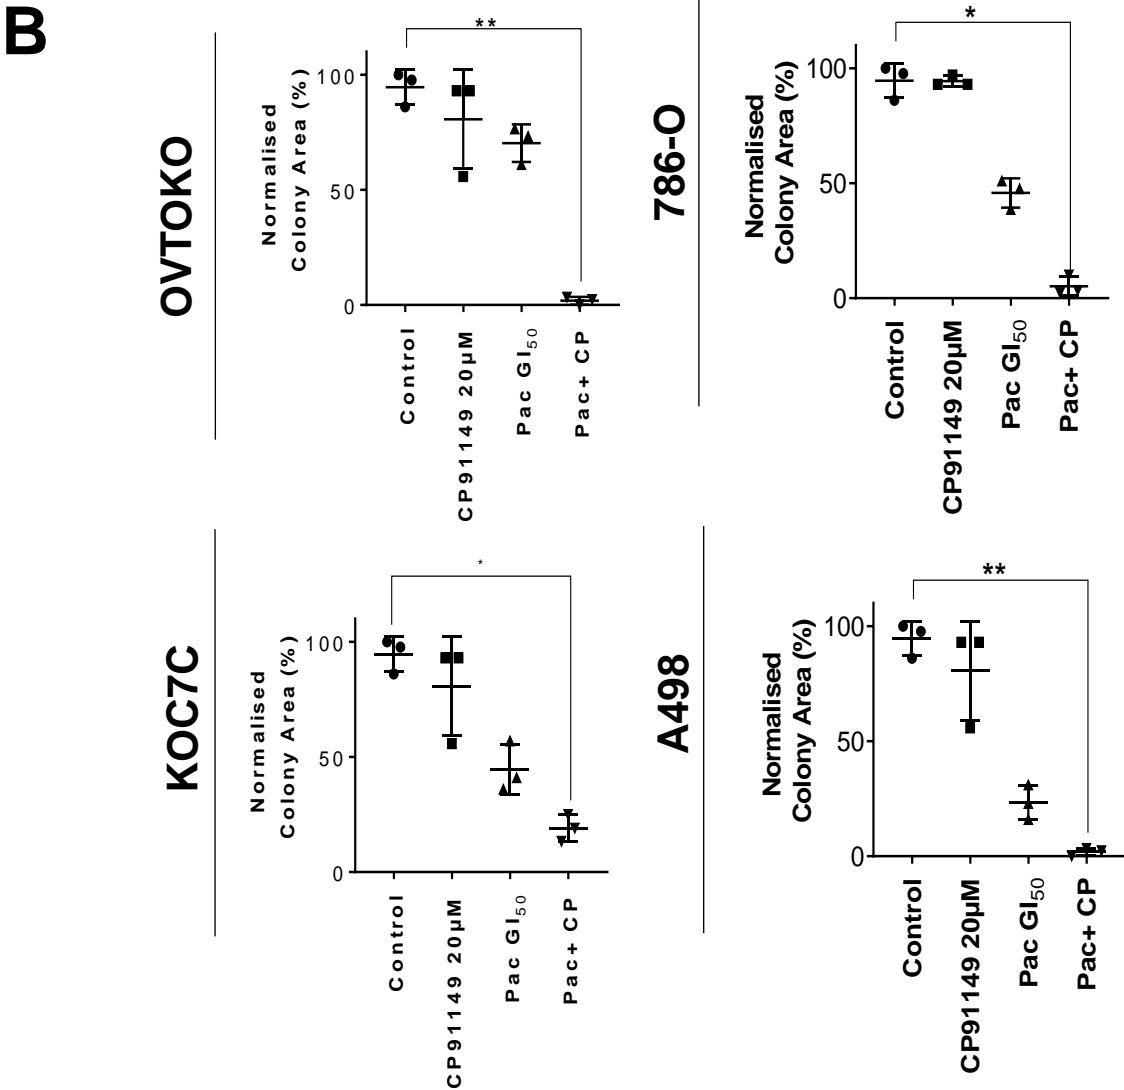 B
OVTOKO
**
Normalised
Colony Area (%)
100
50
0
Control
CP91149 20µM
Pac GI50
Pac+ CP
786-O
*
Normalised
Colony Area (%)
100
50
0
Control
CP91149 20µM
Pac GI50
Pac+ CP
KOC7C
*
Normalised
Colony Area (%)
100
50
0
Control
CP91149 20µM
Pac GI50
Pac+ CP
A498
**
Normalised
Colony Area (%)
100
50
0
Control
CP91149 20µM
Pac GI50
Pac+ CP